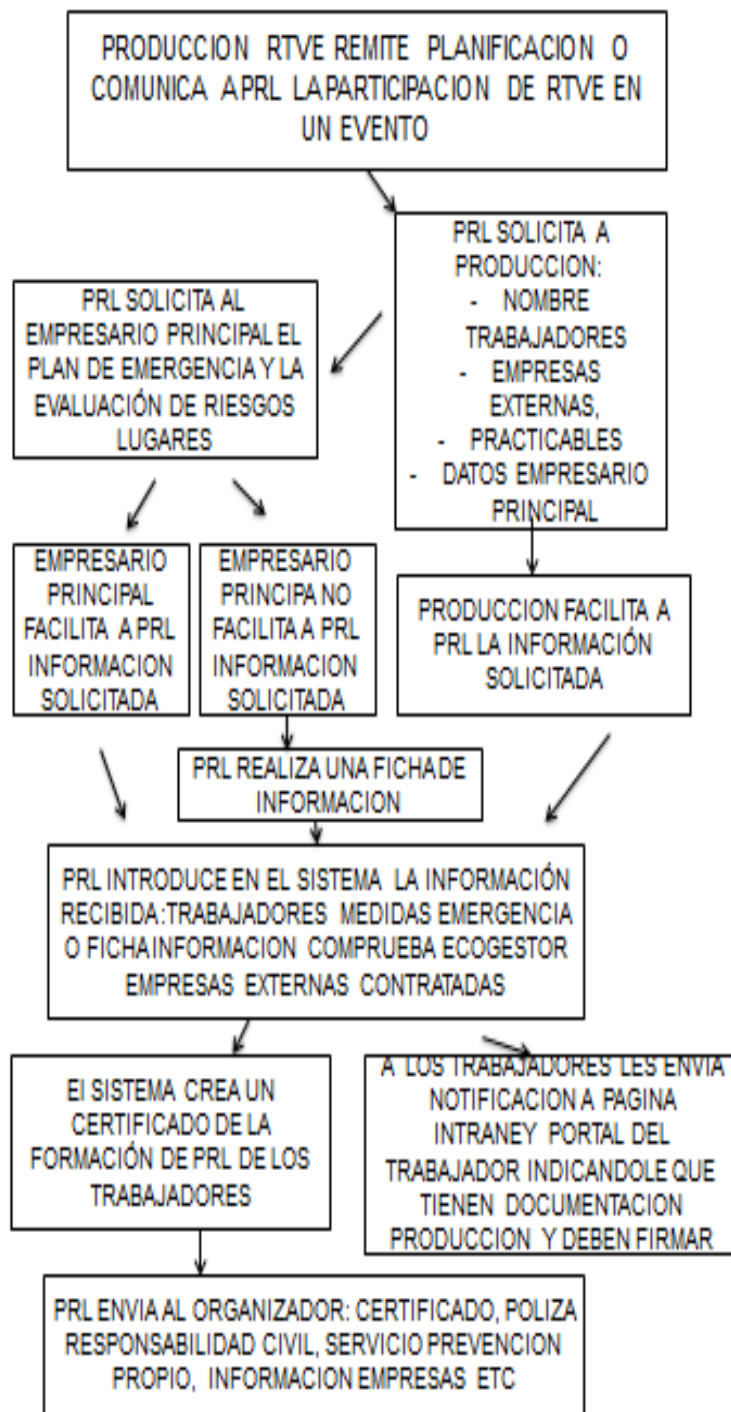 PRODUCCION RTVE REMITE PLANIFICACION O
COMUNICA A PRL LA PARTICIPACION DE RTVE EN
UN EVENTO
PRL SOLICITA A
PRODUCCION:
- NOMBRE
TRABAJADORES
- EMPRESAS
EXTERNAS,
- PRACTICABLES
- DATOS EMPRESARIO
PRINCIPAL
PRL SOLICITA AL
EMPRESARIO PRINCIPAL EL
PLAN DE EMERGENCIA Y LA
EVALUACIÓN DE RIESGOS
LUGARES
EMPRESARIO
PRINCIPAL
FACILITA A PRL
INFORMACION
SOLICITADA
EMPRESARIO
PRINCIPA NO
FACILITA A PRL
INFORMACION
SOLICITADA
PRODUCCION FACILITA A
PRL LA INFORMACIÓN
SOLICITADA
PRL REALIZA UNA FICHA DE
INFORMACION
PRL INTRODUCE EN EL SISTEMA LA INFORMACIÓN
RECIBIDA:TRABAJADORES MEDIDAS EMERGENCIA
O FICHA INFORMACION COMPRUEBA ECOGESTOR
EMPRESAS EXTERNAS CONTRATADAS
El SISTEMA CREA UN
CERTIFICADO DE LA
FORMACIÓN DE PRL DE LOS
TRABAJADORES
A LOS TRABAJADORES LES ENVIA
NOTIFICACION A PAGINA
INTRANEY PORTAL DEL
TRABAJADOR INDICANDOLE QUE
TIENEN DOCUMENTACION
PRODUCCION Y DEBEN FIRMAR
PRL ENVIA AL ORGANIZADOR: CERTIFICADO, POLIZA
RESPONSABILIDAD CIVIL, SERVICIO PREVENCION
PROPIO, INFORMACION EMPRESAS ETC